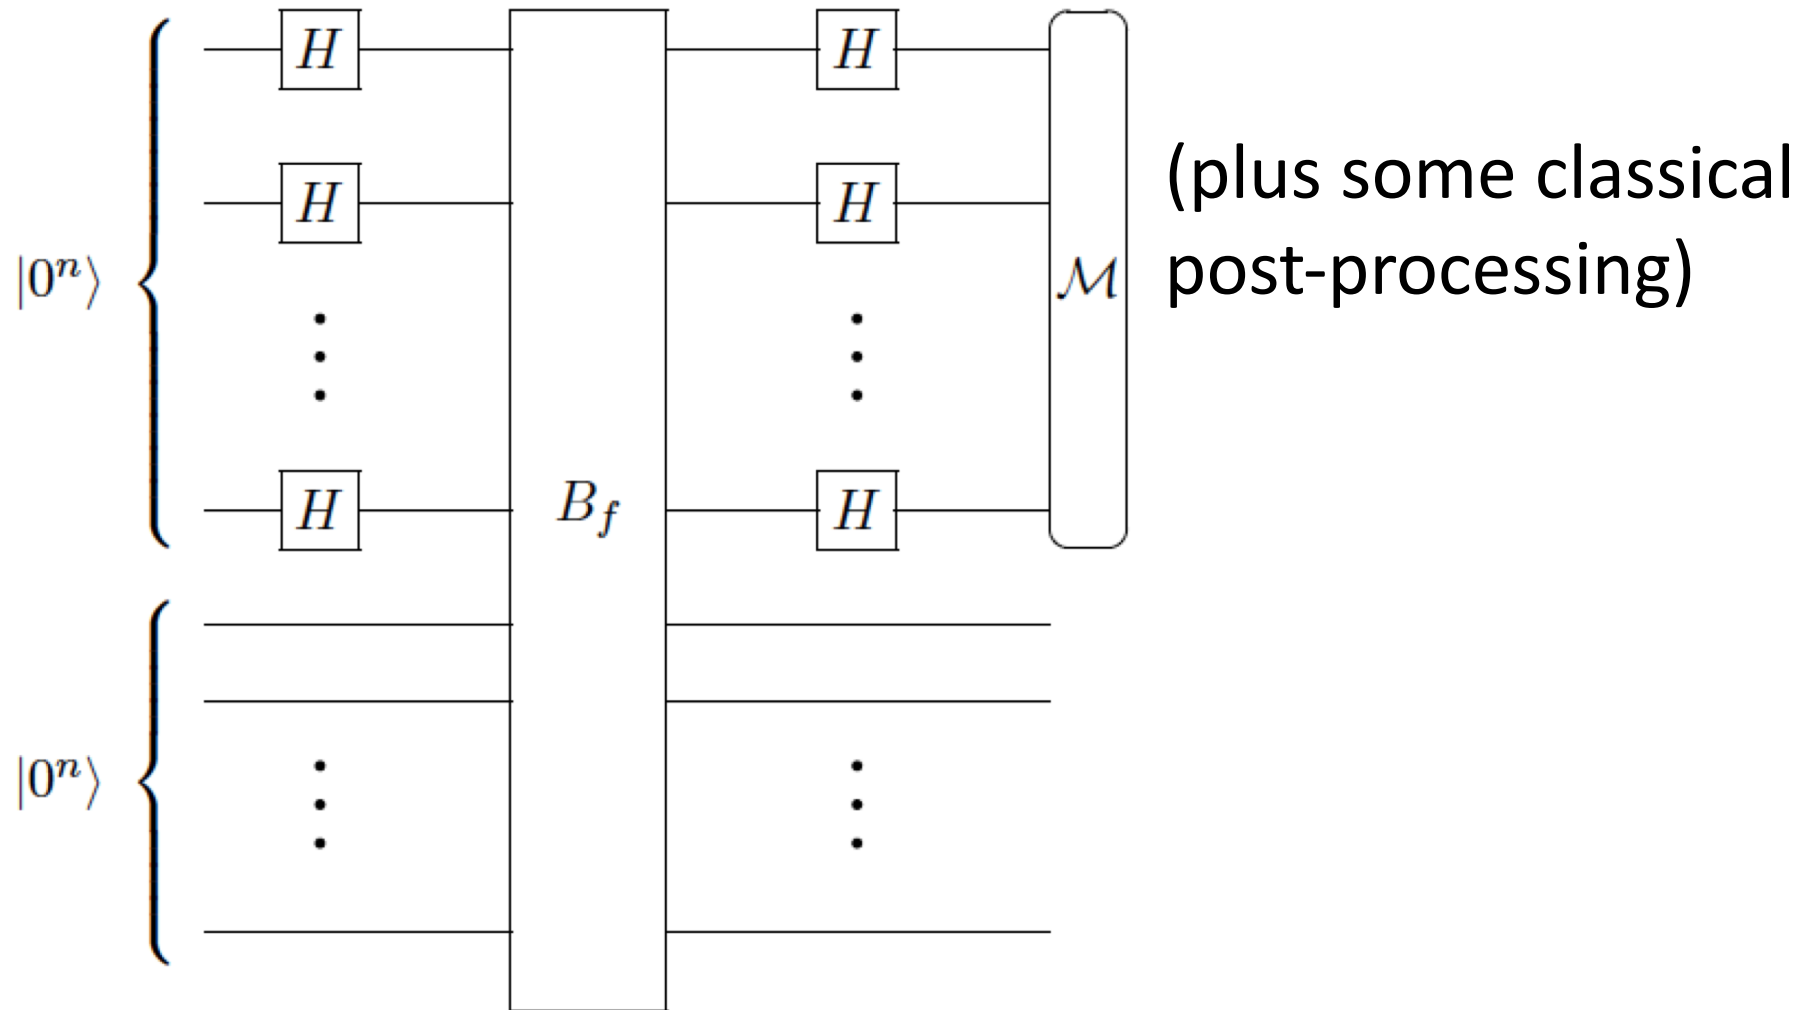 H H
(plus some classical
H H
|0ⁿ⟩ ℳ post-processing)
H B_f H
|0ⁿ⟩